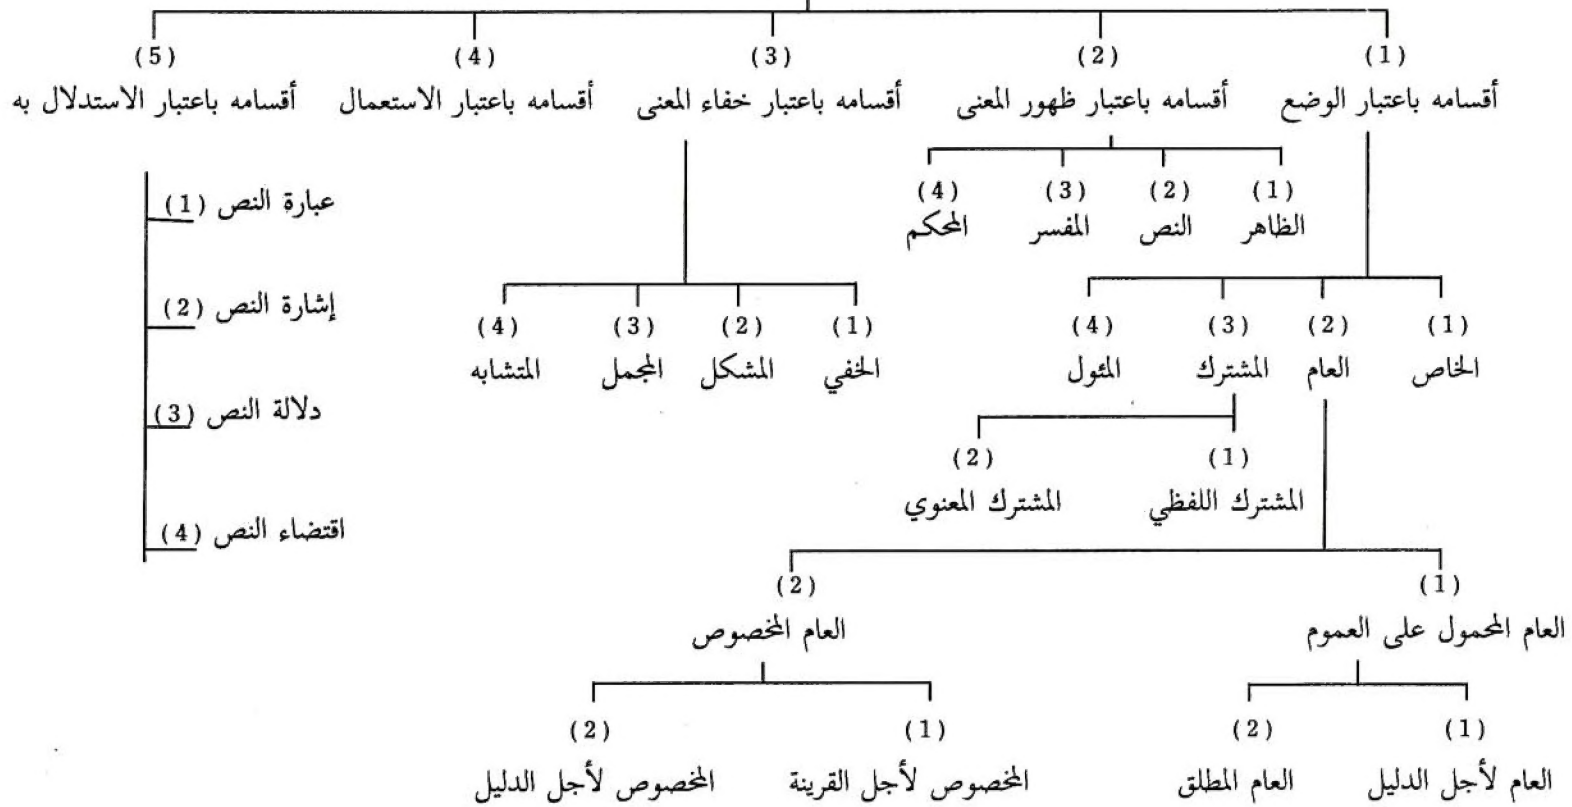 (1) (2) (3) (4) (5)
أقسامه باعتبار الوضع أقسامه باعتبار ظهور المعنى أقسامه باعتبار خفاء المعنى أقسامه باعتبار الاستعمال أقسامه باعتبار الاستدلال به
(1) (2) (3) (4)
الظاهر النص المفسر المحكم
عبارة النص (1)
إشارة النص (2)
دلالة النص (3)
اقتضاء النص (4)
(1) (2) (3) (4)
الخاص العام المشترك المئول
(1) (2) (3) (4)
الخفي المشكل المجمل المتشابه
(1) (2)
المشترك اللفظي المشترك المعنوي
(1) (2)
العام المحمول على العموم العام المخصوص
(1) (2) (1) (2)
العام لأجل الدليل العام المطلق المخصوص لأجل القرينة المخصوص لأجل الدليل